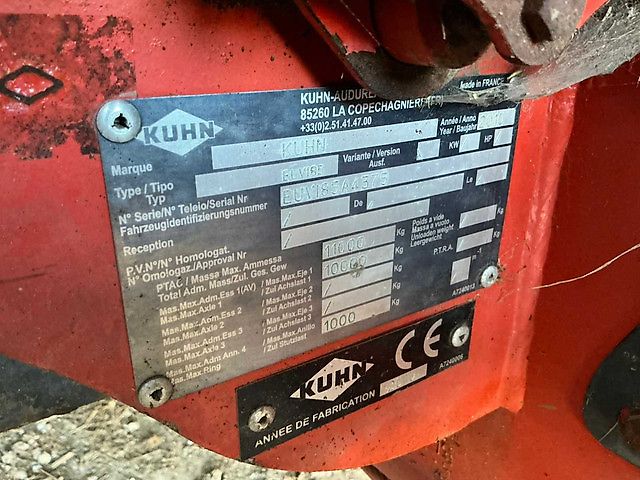 KUHN
85260 LA COPECHAGNIERE
+33(0)2.51.41.47.00
made in FRANCE
Marque
KUHN
Année / Anno
Year / Baujahr
Type / Tipo
Typ
Variante / Version
Ausf.
KW
HP
N° Serie/N° Teleio/Serial Nr
Fahrzeugidentifizierungsnummer
Reception
/
De
/
Le
/
P.V.N°/N° Homologat.
N° Omologaz./Approval Nr
/
PTAC / Massa Max. Ammessa
Total Adm. Mass/Zul. Ges. Gew
11000
Kg
Poids a vide
Massa a vuoto
Unloaden weight
Leergewicht
Kg
Mas.Max.Adm.Ess 1(AV) / Mas.Max.Eje 1
Mas.Max.Axle 1 / Zul Achslast 1
10000
Kg
P.T.R.A.
Mas.Max.Adm.Ess 2 / Mas.Max.Eje 2
Mas.Max.Axle 2 / Zul Achslast 2
/
Kg
Mas.Max.Adm.Ess 3 / Mas.Max.Eje 3
Mas.Max.Axle 3 / Zul Achslast 3
/
Mas.Max.Adm Ann. 4 / Mas.Max.Anillo
Mas.Max.Ring / Zul Stutzlast
1000
Kg
A7240013
KUHN
CE
ANNEE DE FABRICATION
A7240006